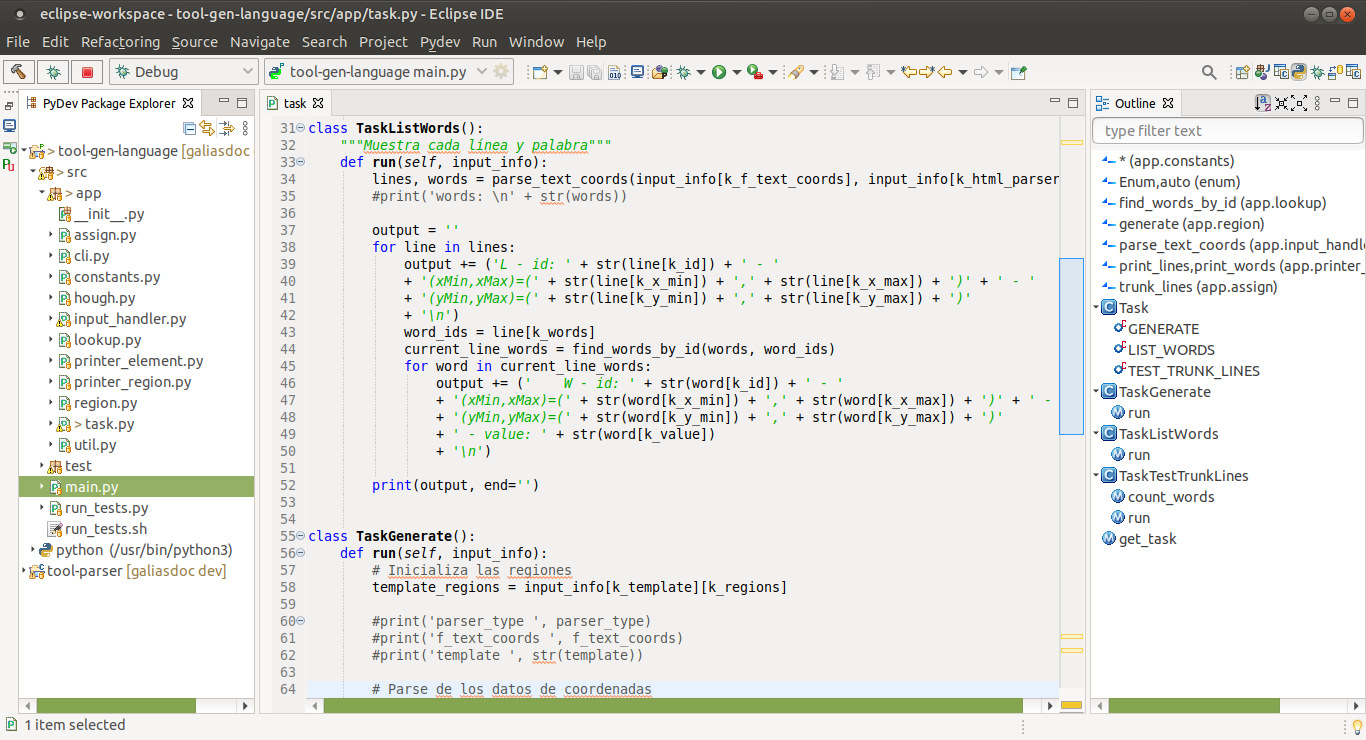 eclipse-workspace - tool-gen-language/src/app/task.py - Eclipse IDE
File Edit Refactoring Source Navigate Search Project Pydev Run Window Help
Debug
tool-gen-language main.py
PyDev Package Explorer
> tool-gen-language [galiasdoc
> src
> app
__init__.py
assign.py
cli.py
constants.py
hough.py
input_handler.py
lookup.py
printer_element.py
printer_region.py
region.py
> task.py
util.py
test
main.py
run_tests.py
run_tests.sh
python (/usr/bin/python3)
tool-parser [galiasdoc dev]
task
31 class TaskListWords():
32     """Muestra cada línea y palabra"""
33     def run(self, input_info):
34         lines, words = parse_text_coords(input_info[k_f_text_coords], input_info[k_html_parser
35         #print('words: \n' + str(words))
36
37         output = ''
38         for line in lines:
39             output += ('L - id: ' + str(line[k_id]) + ' - '
40             + '(xMin,xMax)=(' + str(line[k_x_min]) + ',' + str(line[k_x_max]) + ')' + ' - '
41             + '(yMin,yMax)=(' + str(line[k_y_min]) + ',' + str(line[k_y_max]) + ')'
42             + '\n')
43             word_ids = line[k_words]
44             current_line_words = find_words_by_id(words, word_ids)
45             for word in current_line_words:
46                 output += ('    W - id: ' + str(word[k_id]) + ' - '
47                 + '(xMin,xMax)=(' + str(word[k_x_min]) + ',' + str(word[k_x_max]) + ')' + ' -
48                 + '(yMin,yMax)=(' + str(word[k_y_min]) + ',' + str(word[k_y_max]) + ')'
49                 + ' - value: ' + str(word[k_value])
50                 + '\n')
51
52         print(output, end='')
53
54
55 class TaskGenerate():
56     def run(self, input_info):
57         # Inicializa las regiones
58         template_regions = input_info[k_template][k_regions]
59
60         #print('parser_type ', parser_type)
61         #print('f_text_coords ', f_text_coords)
62         #print('template ', str(template))
63
64         # Parse de los datos de coordenadas
Outline
type filter text
* (app.constants)
Enum,auto (enum)
find_words_by_id (app.lookup)
generate (app.region)
parse_text_coords (app.input_handl
print_lines,print_words (app.printer_
trunk_lines (app.assign)
Task
GENERATE
LIST_WORDS
TEST_TRUNK_LINES
TaskGenerate
run
TaskListWords
run
TaskTestTrunkLines
count_words
run
get_task
1 item selected